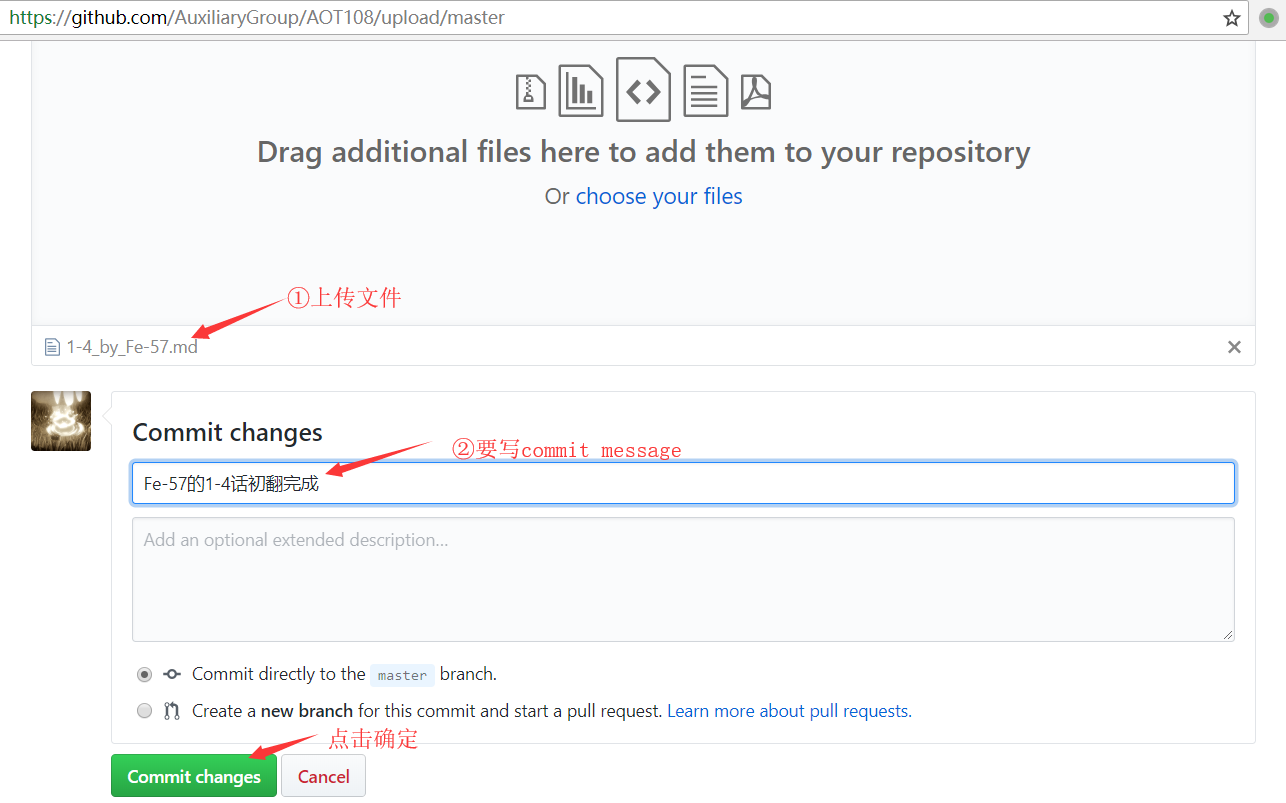 https://github.com/AuxiliaryGroup/AOT108/upload/master
Drag additional files here to add them to your repository
Or choose your files
①上传文件
1-4_by_Fe-57.md
Commit changes
②要写commit message
Fe-57的1-4话初翻完成
Add an optional extended description...
Commit directly to the master branch.
Create a new branch for this commit and start a pull request. Learn more about pull requests.
点击确定
Commit changes
Cancel